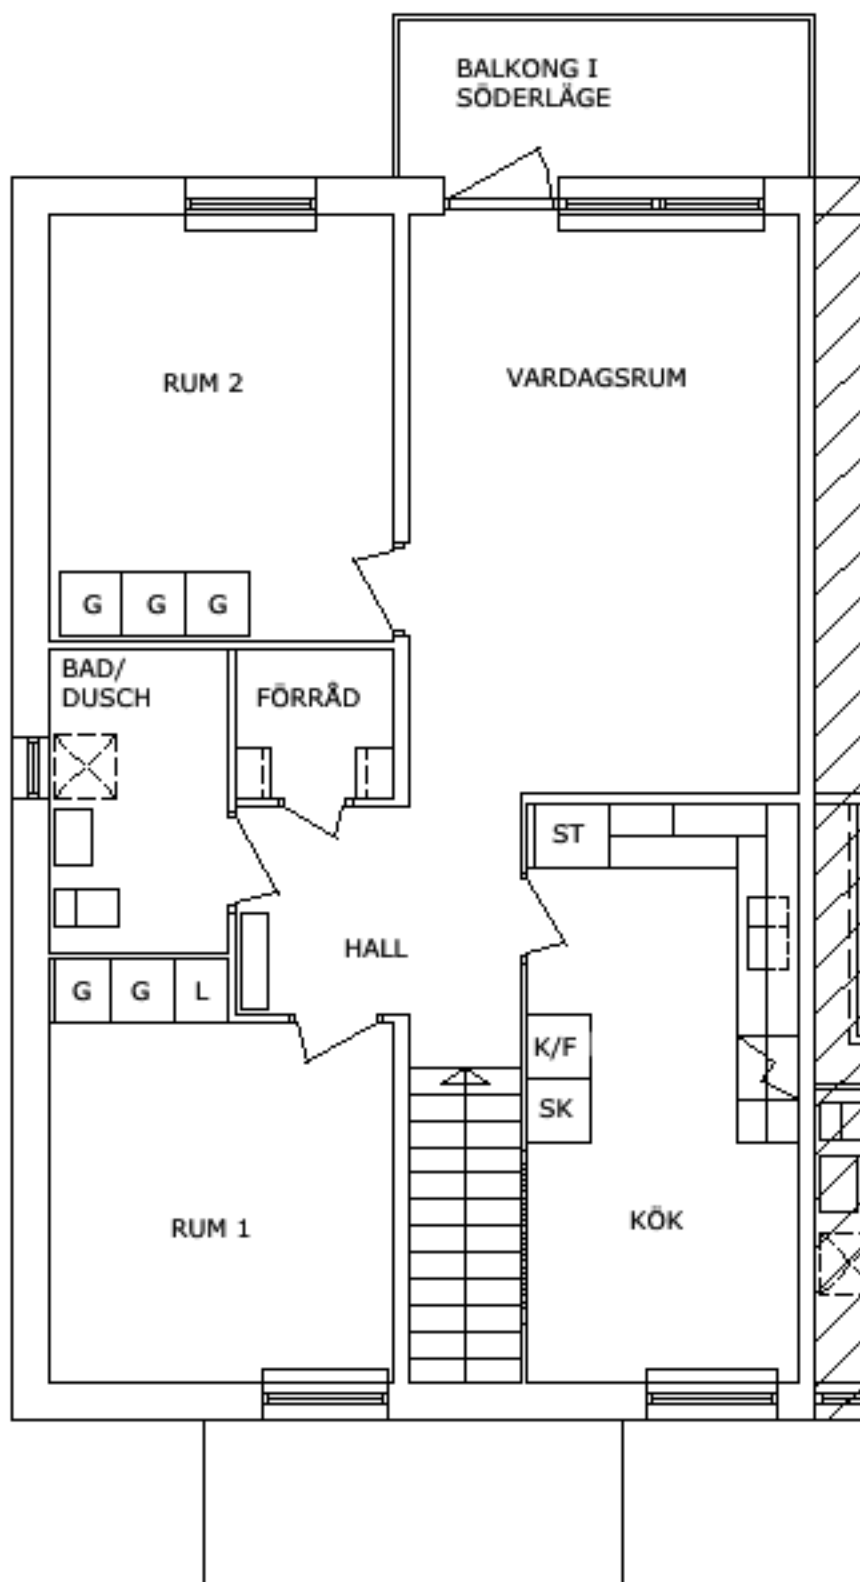 BALKONG I
SÖDERLÄGE
RUM 2
VARDAGSRUM
G G G
BAD/
DUSCH
FÖRRÅD
ST
HALL
G G L
K/F
SK
RUM 1
KÖK